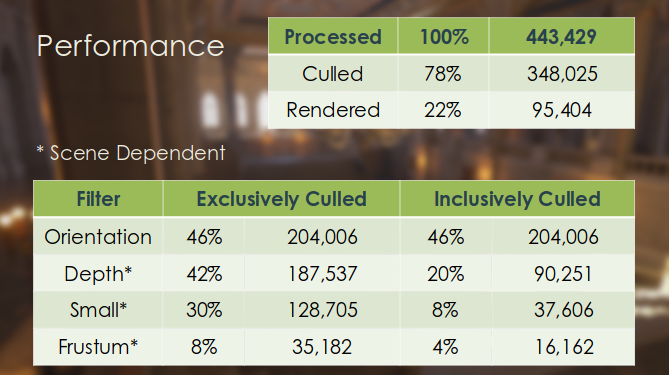 Performance
Processed 100% 443,429
Culled 78% 348,025
Rendered 22% 95,404
* Scene Dependent
Filter Exclusively Culled Inclusively Culled
Orientation 46% 204,006 46% 204,006
Depth* 42% 187,537 20% 90,251
Small* 30% 128,705 8% 37,606
Frustum* 8% 35,182 4% 16,162